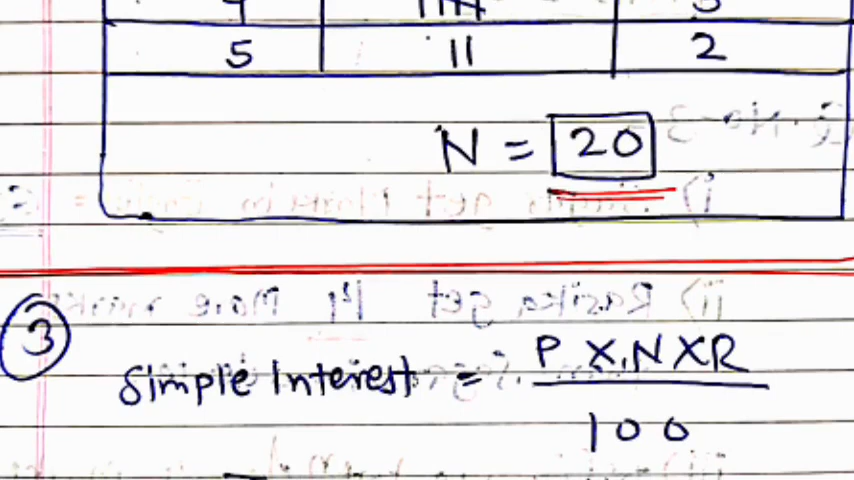 5 11 2
N = 20
3
Simple Interest = P X N X R
100